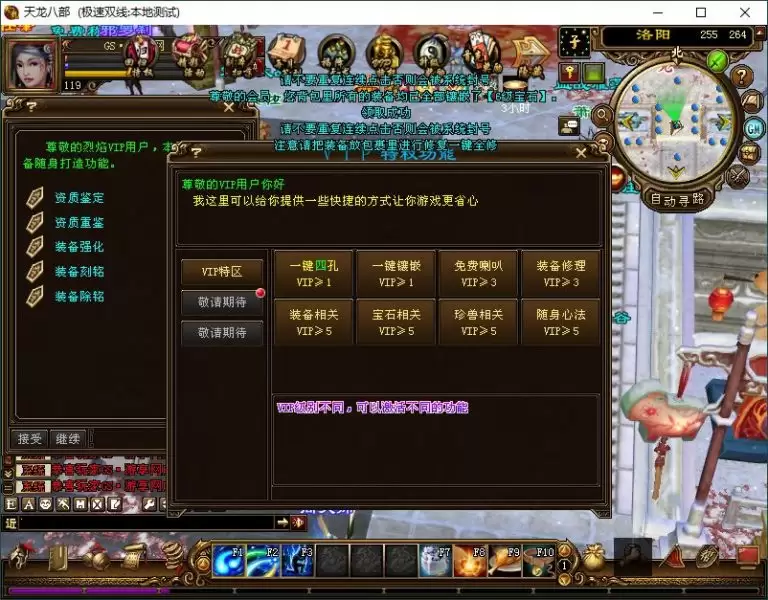 天龙八部 (极速双线:本地测试)
洛阳 255 264
北
GS
119
请不要重复连续点击否则会被系统封号
尊敬的会员，您背包里所有的装备均已全部镶嵌了【6级宝石】。
3小时
领取成功
请不要重复连续点击否则会被系统封号
注意请把装备放包裹里进行修复一键全修
GM
自动寻路
尊敬的烈焰VIP用户，本
备随身打造功能。
资质鉴定
资质重鉴
装备强化
装备刻铭
装备除铭
接受 继续
VIP特权功能
尊敬的VIP用户你好
我这里可以给你提供一些快捷的方式让你游戏更省心
VIP特区
敬请期待
敬请期待
一键四孔 VIP≥1
一键镶嵌 VIP≥1
免费喇叭 VIP≥3
装备修理 VIP≥3
装备相关 VIP≥5
宝石相关 VIP≥5
珍兽相关 VIP≥5
随身心法 VIP≥5
VIP级别不同，可以激活不同的功能
近
F1 F2 F3 F7 F8 F9 F10
1